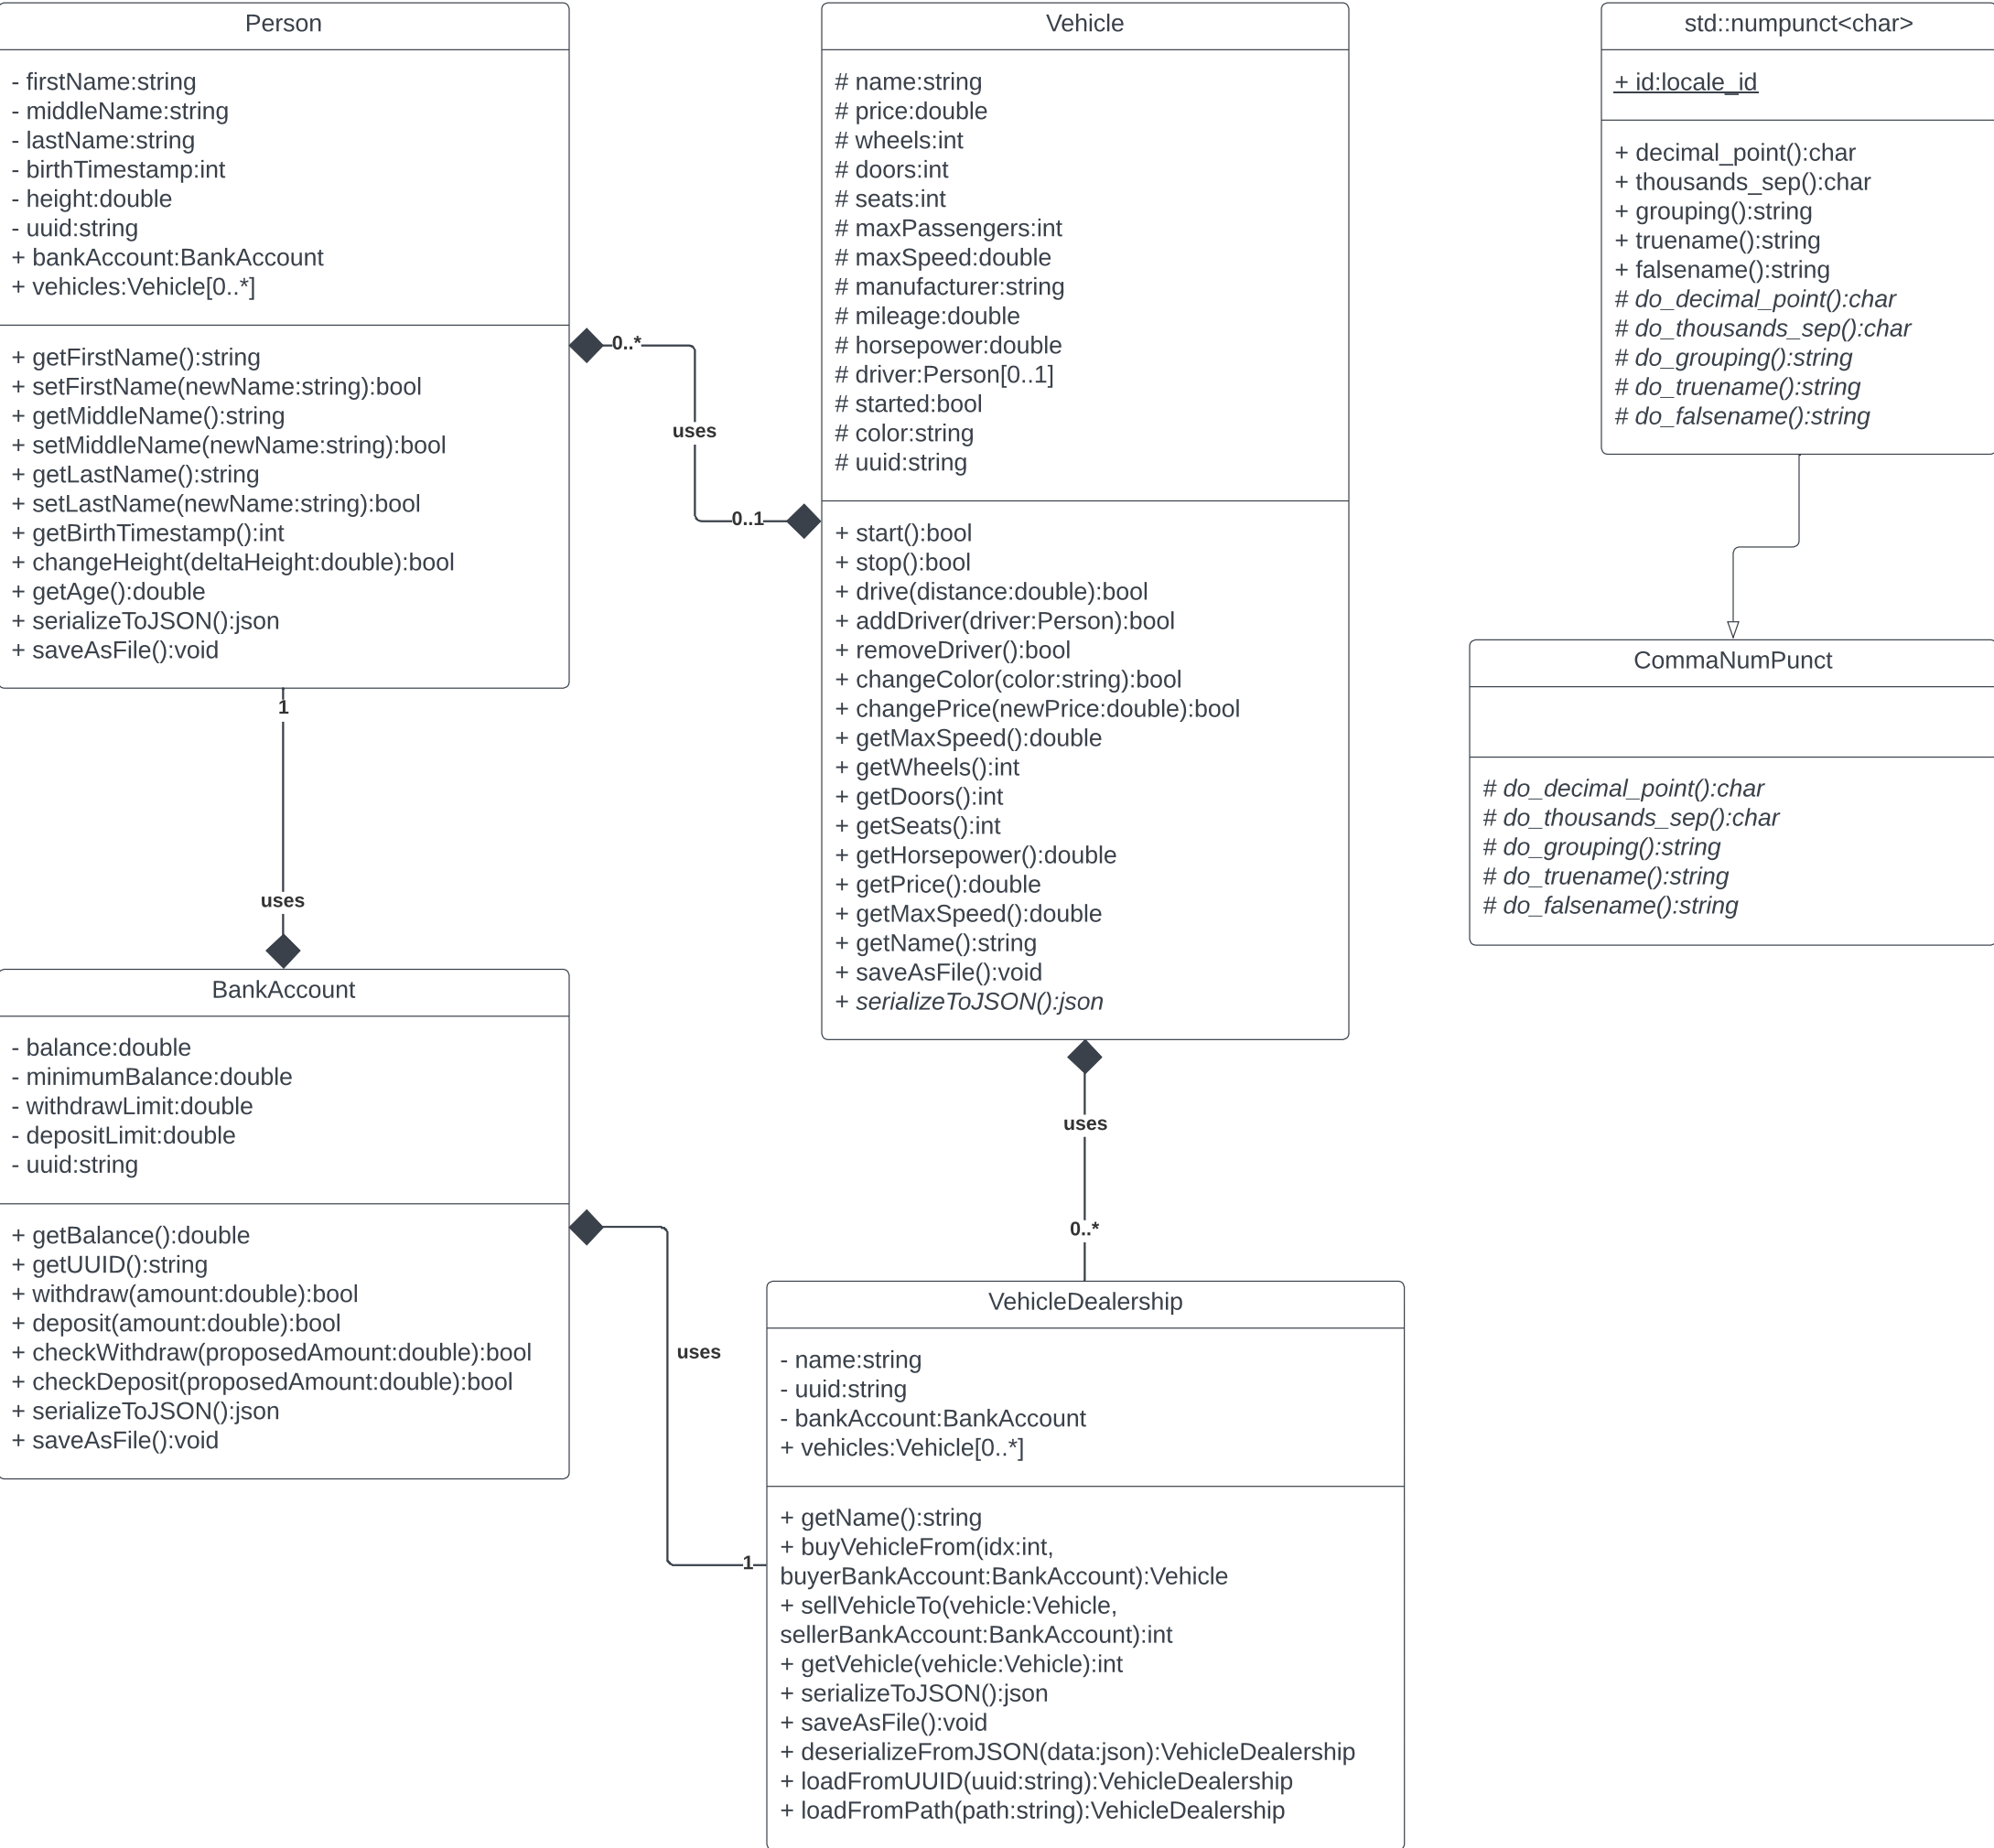 Person
- firstName:string
- middleName:string
- lastName:string
- birthTimestamp:int
- height:double
- uuid:string
+ bankAccount:BankAccount
+ vehicles:Vehicle[0..*]
+ getFirstName():string
+ setFirstName(newName:string):bool
+ getMiddleName():string
+ setMiddleName(newName:string):bool
+ getLastName():string
+ setLastName(newName:string):bool
+ getBirthTimestamp():int
+ changeHeight(deltaHeight:double):bool
+ getAge():double
+ serializeToJSON():json
+ saveAsFile():void
0..*
uses
0..1
Vehicle
# name:string
# price:double
# wheels:int
# doors:int
# seats:int
# maxPassengers:int
# maxSpeed:double
# manufacturer:string
# mileage:double
# horsepower:double
# driver:Person[0..1]
# started:bool
# color:string
# uuid:string
+ start():bool
+ stop():bool
+ drive(distance:double):bool
+ addDriver(driver:Person):bool
+ removeDriver():bool
+ changeColor(color:string):bool
+ changePrice(newPrice:double):bool
+ getMaxSpeed():double
+ getWheels():int
+ getDoors():int
+ getSeats():int
+ getHorsepower():double
+ getPrice():double
+ getMaxSpeed():double
+ getName():string
+ saveAsFile():void
+ serializeToJSON():json
std::numpunct<char>
+ id:locale_id
+ decimal_point():char
+ thousands_sep():char
+ grouping():string
+ truename():string
+ falsename():string
# do_decimal_point():char
# do_thousands_sep():char
# do_grouping():string
# do_truename():string
# do_falsename():string
CommaNumPunct
# do_decimal_point():char
# do_thousands_sep():char
# do_grouping():string
# do_truename():string
# do_falsename():string
1
uses
BankAccount
- balance:double
- minimumBalance:double
- withdrawLimit:double
- depositLimit:double
- uuid:string
+ getBalance():double
+ getUUID():string
+ withdraw(amount:double):bool
+ deposit(amount:double):bool
+ checkWithdraw(proposedAmount:double):bool
+ checkDeposit(proposedAmount:double):bool
+ serializeToJSON():json
+ saveAsFile():void
uses
1
uses
0..*
VehicleDealership
- name:string
- uuid:string
- bankAccount:BankAccount
+ vehicles:Vehicle[0..*]
+ getName():string
+ buyVehicleFrom(idx:int,
buyerBankAccount:BankAccount):Vehicle
+ sellVehicleTo(vehicle:Vehicle,
sellerBankAccount:BankAccount):int
+ getVehicle(vehicle:Vehicle):int
+ serializeToJSON():json
+ saveAsFile():void
+ deserializeFromJSON(data:json):VehicleDealership
+ loadFromUUID(uuid:string):VehicleDealership
+ loadFromPath(path:string):VehicleDealership